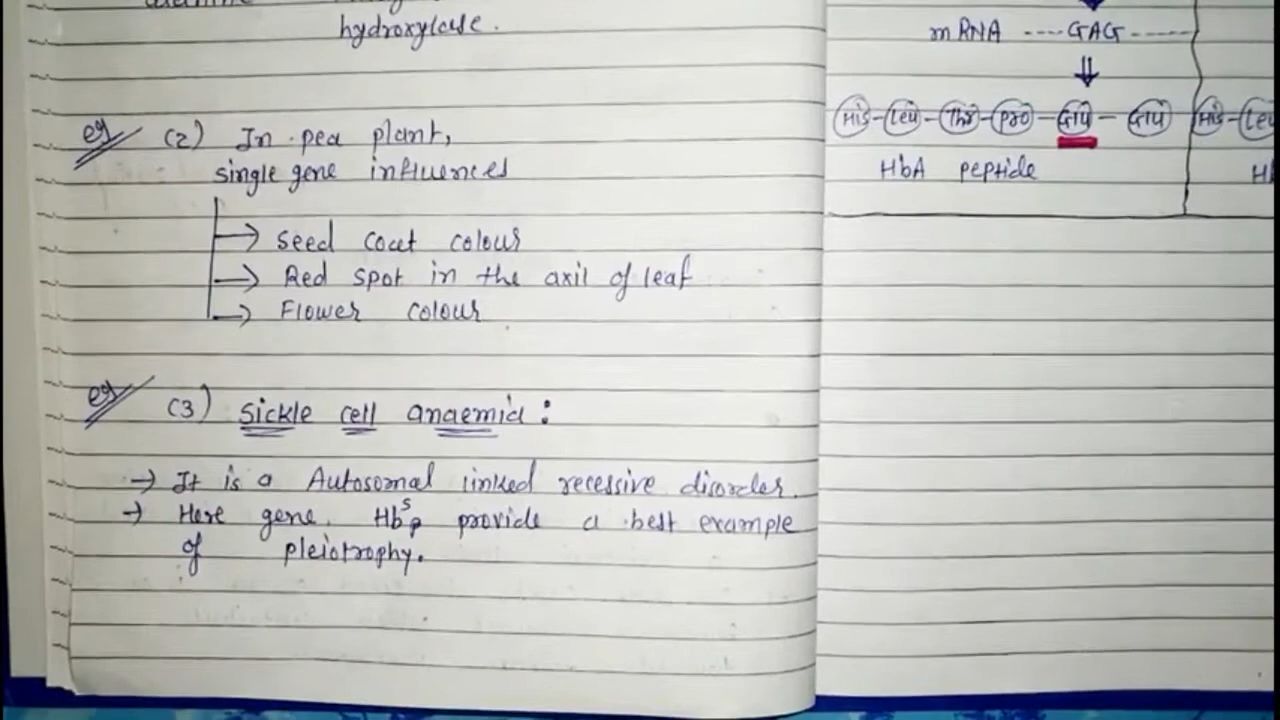 hydroxylase.
eg (2) In pea plant,
single gene influences
→ Seed coat colour
→ Red spot in the axil of leaf
→ Flower colour
eg (3) Sickle cell anaemia :
→ It is a Autosomal linked recessive disorder.
→ Here gene Hbˢp provide a best example
of pleiotrophy.
mRNA ----GAG-----
⇓
His-Leu-Thr-Pro-Glu-Glu
HbA peptide
His-Leu